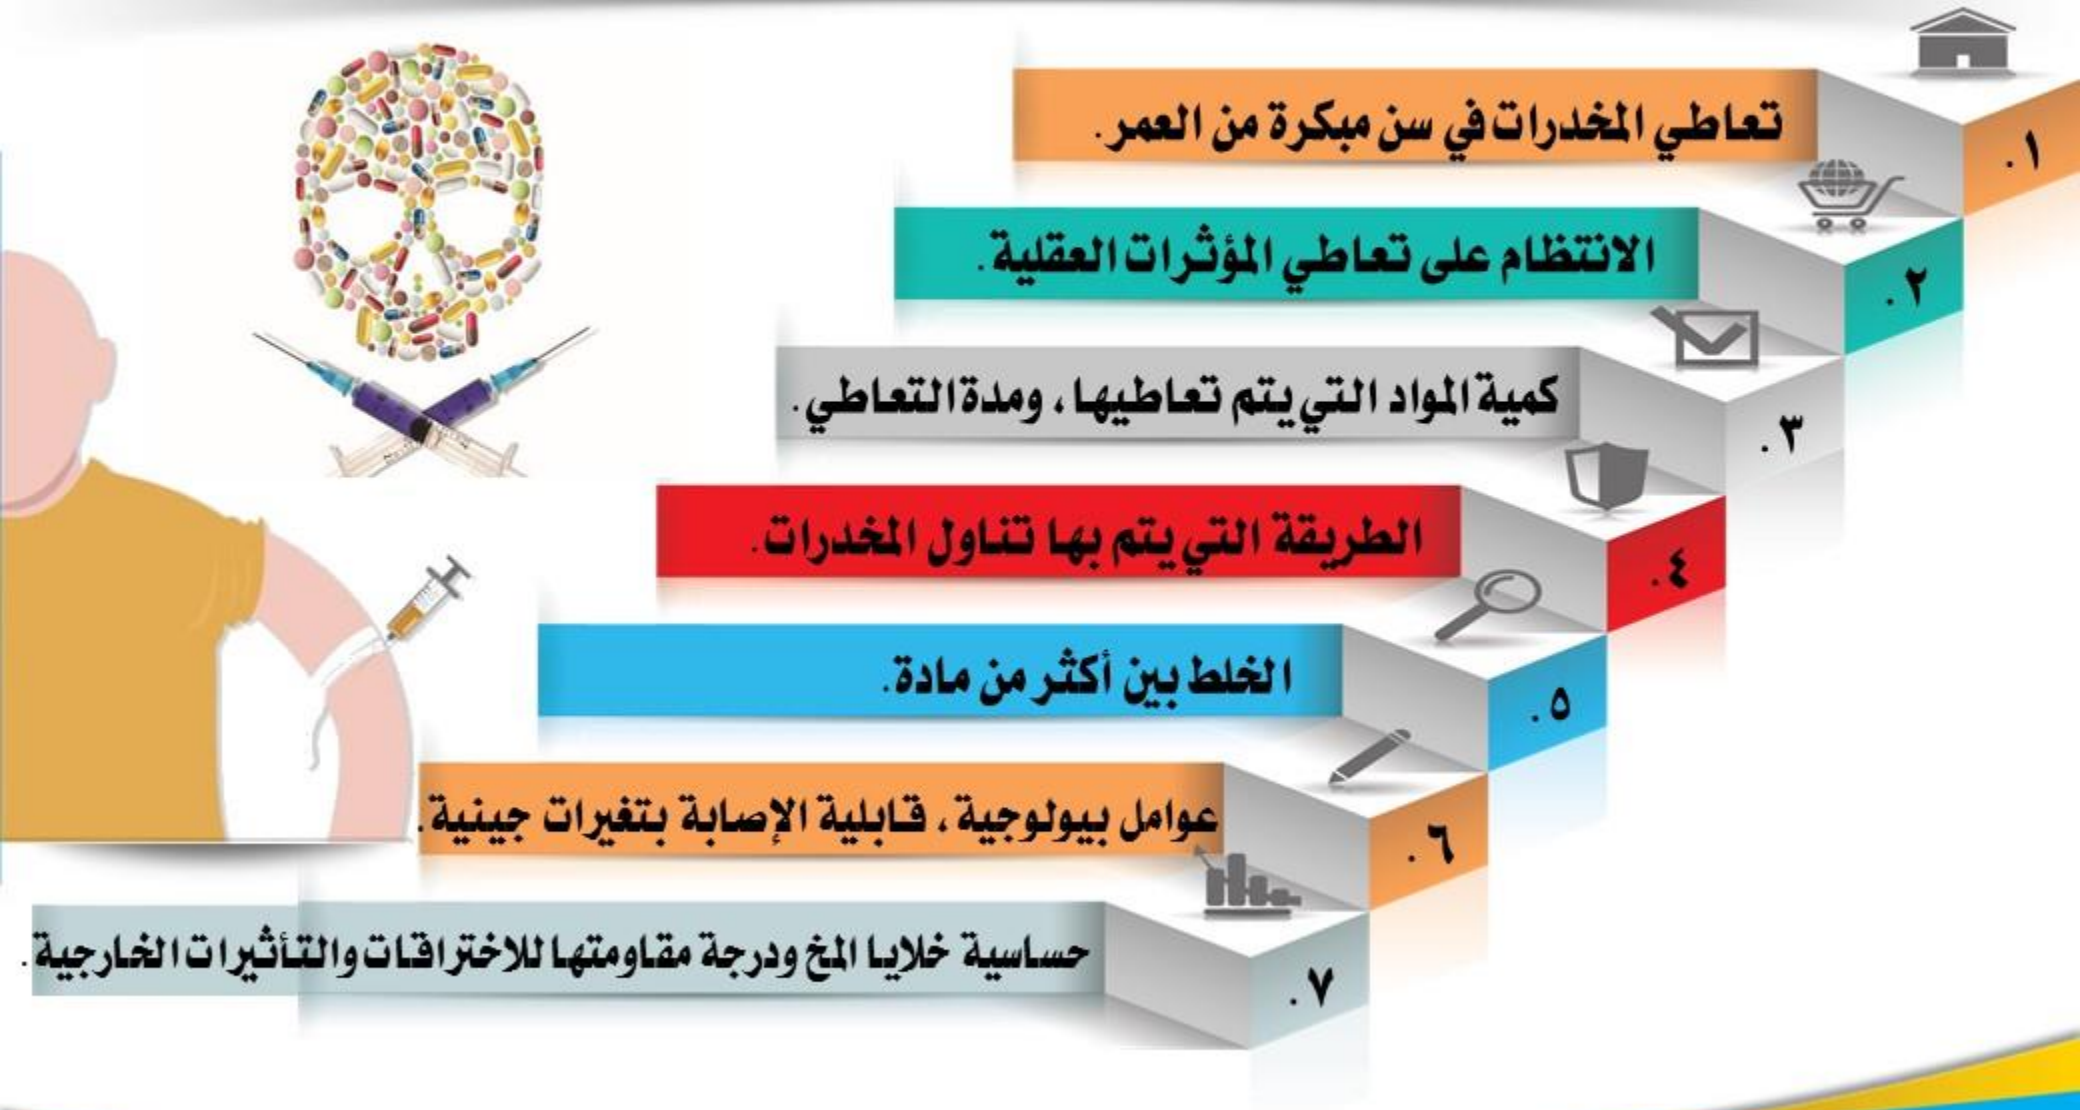 ١. تعاطي المخدرات في سن مبكرة من العمر.
٢. الانتظام على تعاطي المؤثرات العقلية.
٣. كمية المواد التي يتم تعاطيها، ومدة التعاطي.
٤. الطريقة التي يتم بها تناول المخدرات.
٥. الخلط بين أكثر من مادة.
٦. عوامل بيولوجية، قابلية الإصابة بتغيرات جينية.
٧. حساسية خلايا المخ ودرجة مقاومتها للاختراقات والتأثيرات الخارجية.